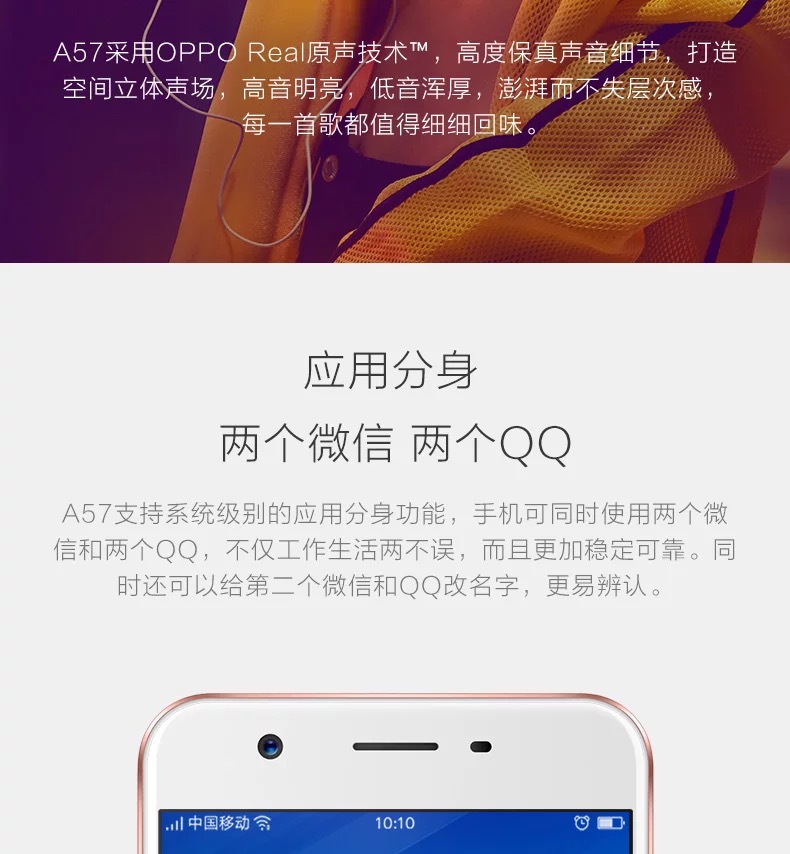 A57采用OPPO Real原声技术™，高度保真声音细节，打造
空间立体声场，高音明亮，低音浑厚，澎湃而不失层次感，
每一首歌都值得细细回味。
应用分身
两个微信 两个QQ
A57支持系统级别的应用分身功能，手机可同时使用两个微
信和两个QQ，不仅工作生活两不误，而且更加稳定可靠。同
时还可以给第二个微信和QQ改名字，更易辨认。
中国移动 10:10